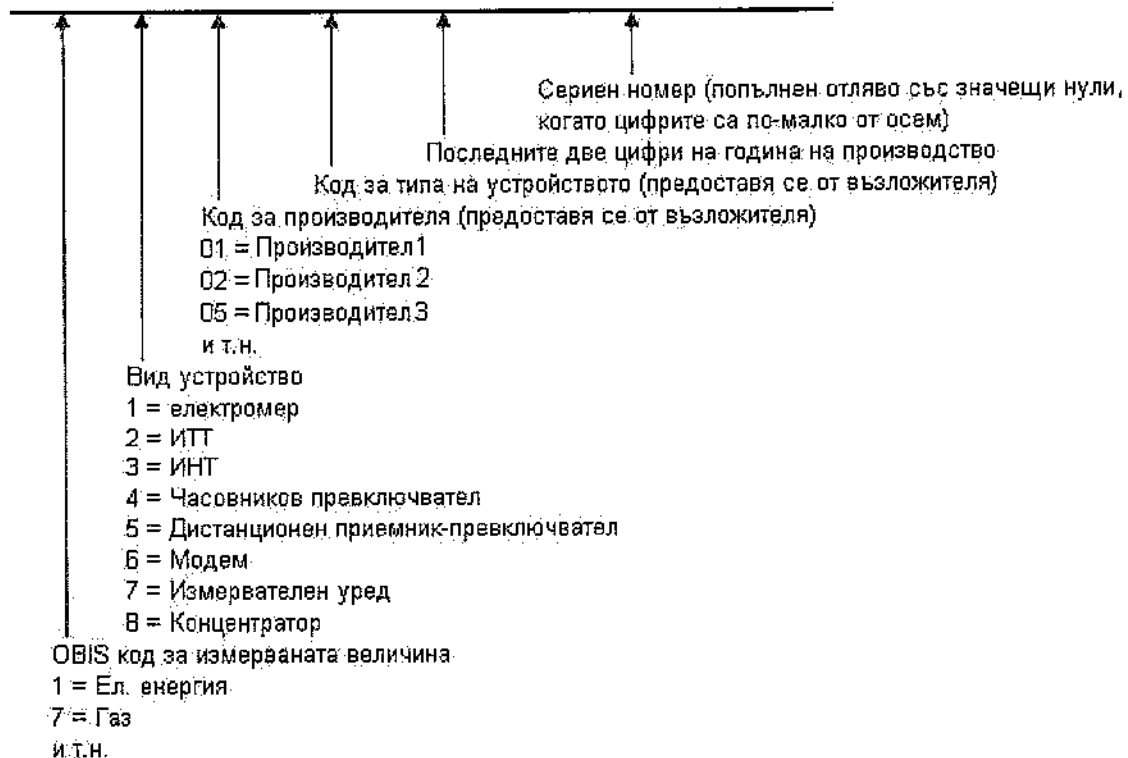 Сериен номер (попълнен отляво със значещи нули,
когато цифрите са по-малко от осем)
Последните две цифри на година на производство
Код за типа на устройството (предоставя се от възложителя)
Код за производителя (предоставя се от възложителя)
01 = Производител 1
02 = Производител 2
05 = Производител 3
и т.н.
Вид устройство
1 = електромер
2 = ИТТ
3 = ИНТ
4 = Часовников превключвател
5 = Дистанционен приемник-превключвател
6 = Модем
7 = Измервателен уред
8 = Концентратор
OBIS код за измерваната величина
1 = Ел. енергия
7 = Газ
и т.н.